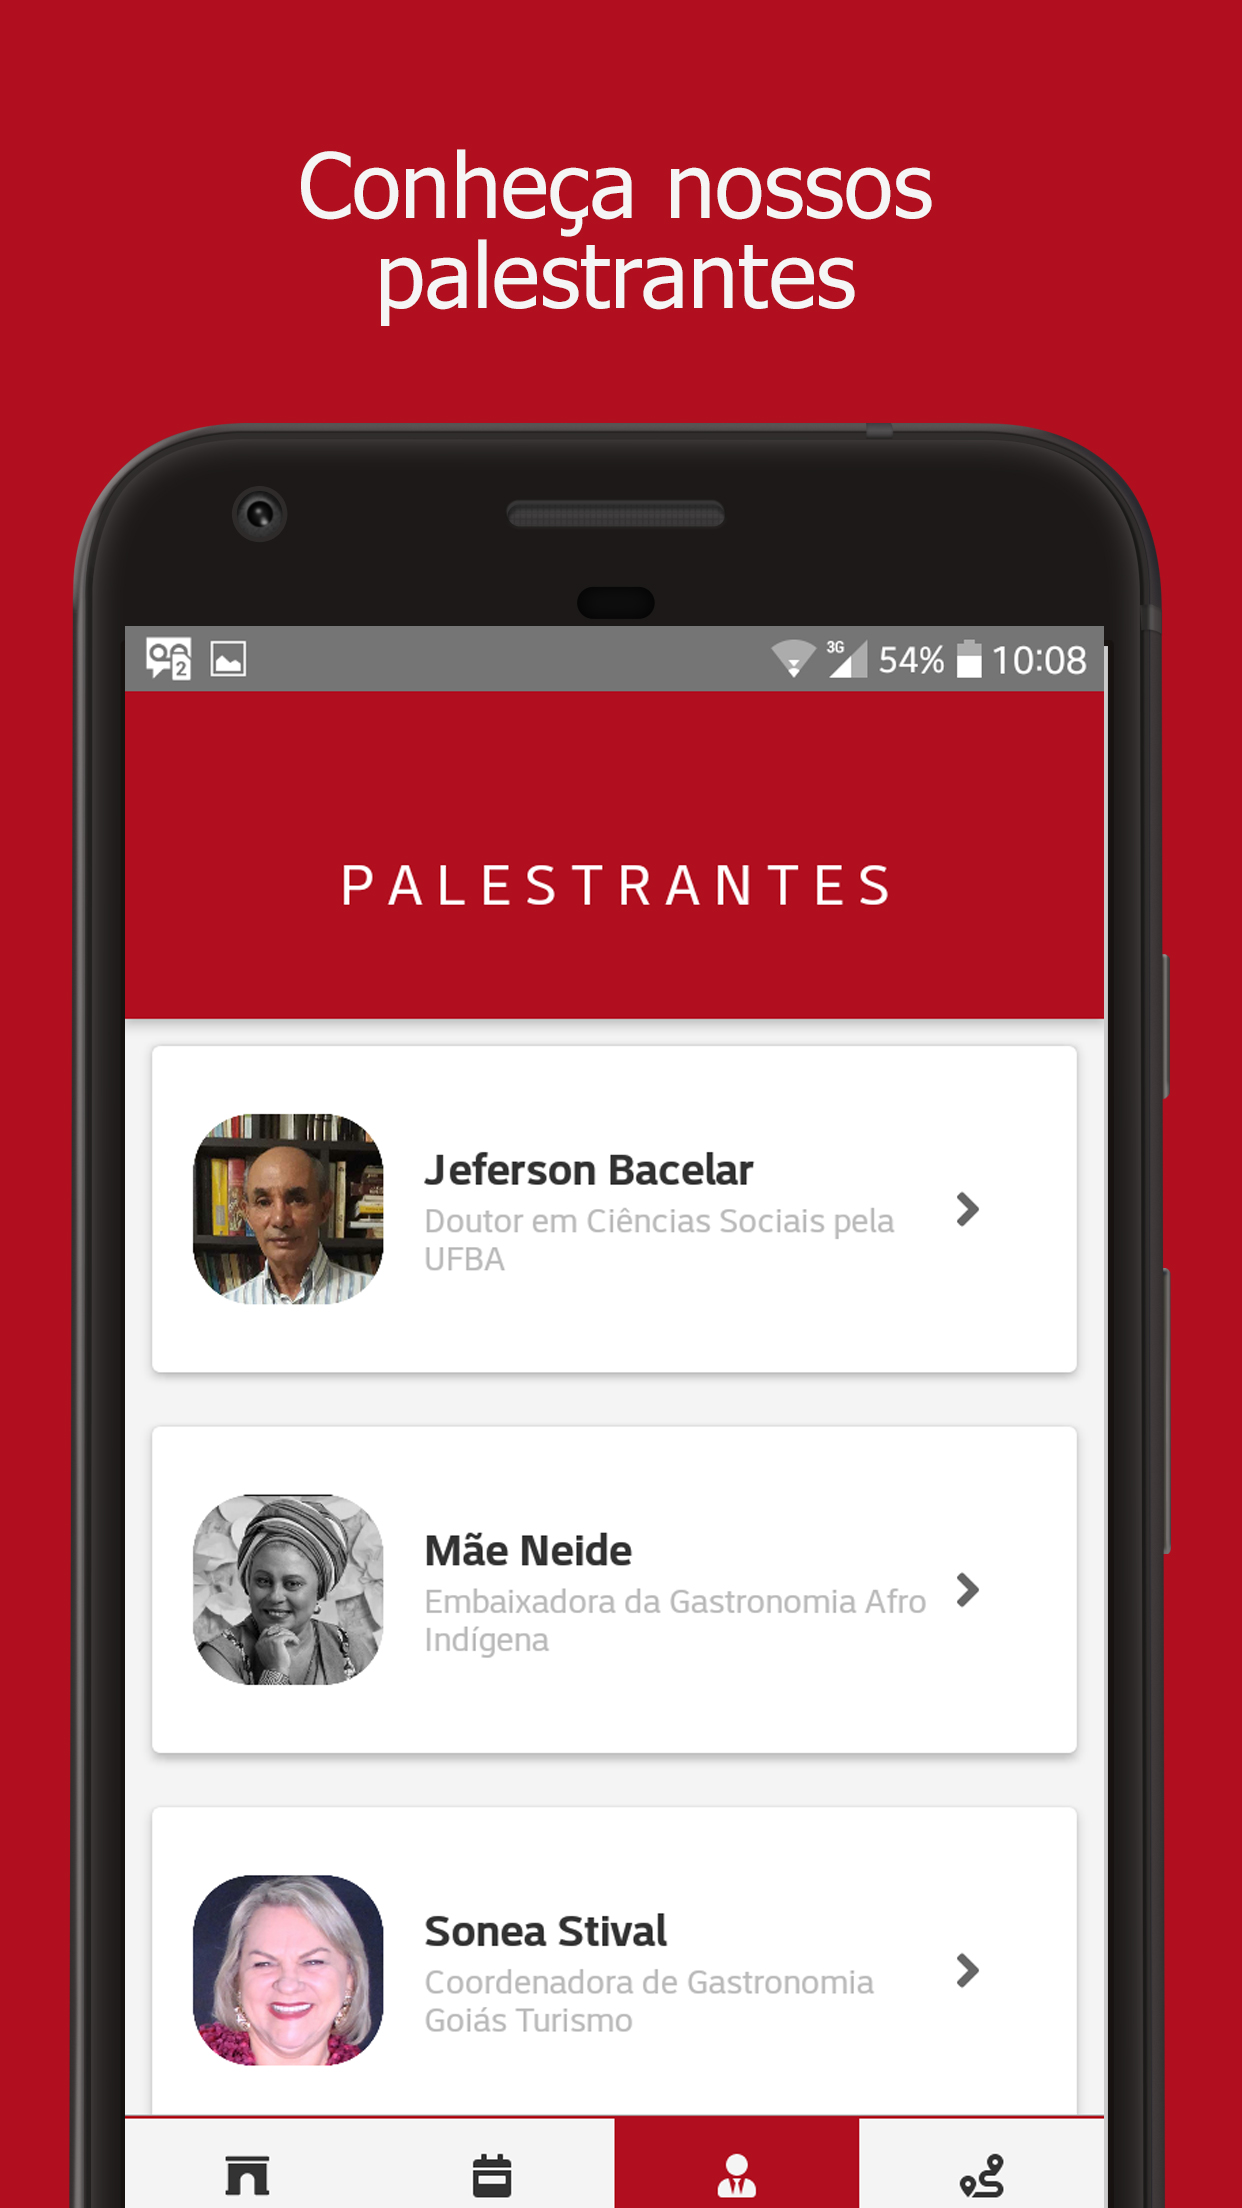 Conheça nossos
palestrantes
2
3G
54%
10:08
PALESTRANTES
Jeferson Bacelar
Doutor em Ciências Sociais pela
UFBA
Mãe Neide
Embaixadora da Gastronomia Afro
Indígena
Sonea Stival
Coordenadora de Gastronomia
Goiás Turismo